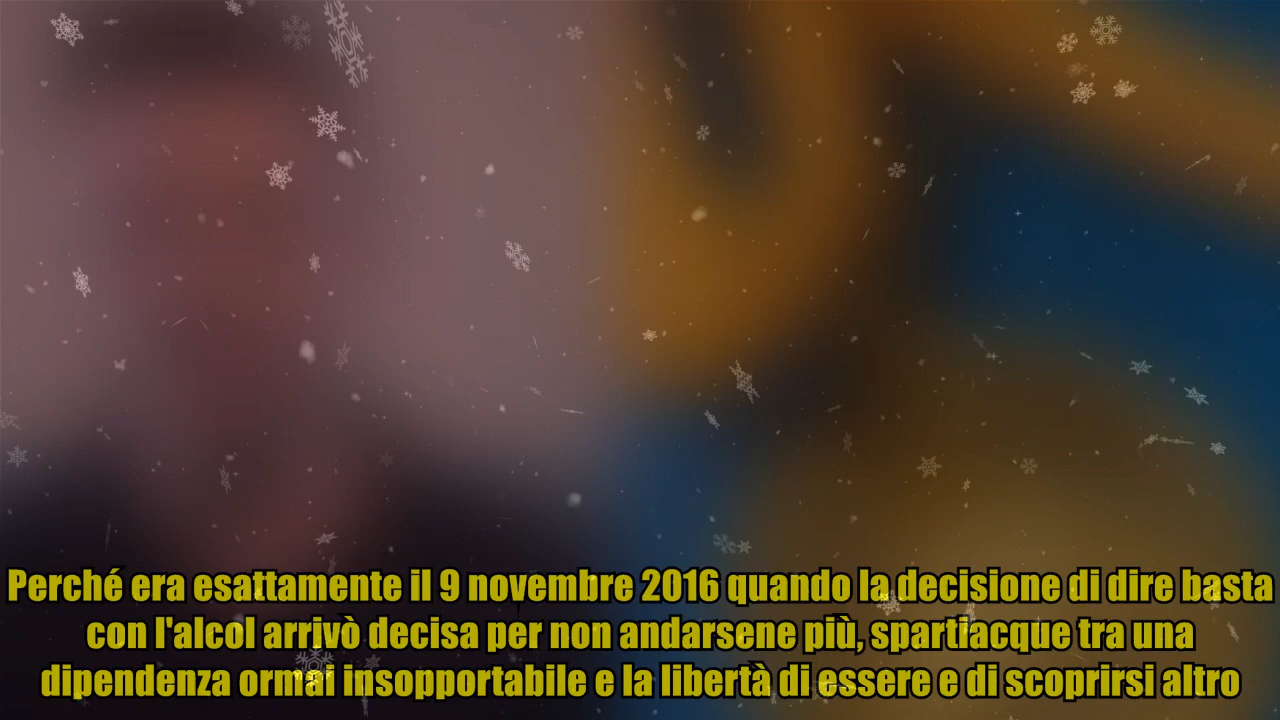 Perché era esattamente il 9 novembre 2016 quando la decisione di dire basta
con l'alcol arrivò decisa per non andarsene più, spartiacque tra una
dipendenza ormai insopportabile e la libertà di essere e di scoprirsi altro